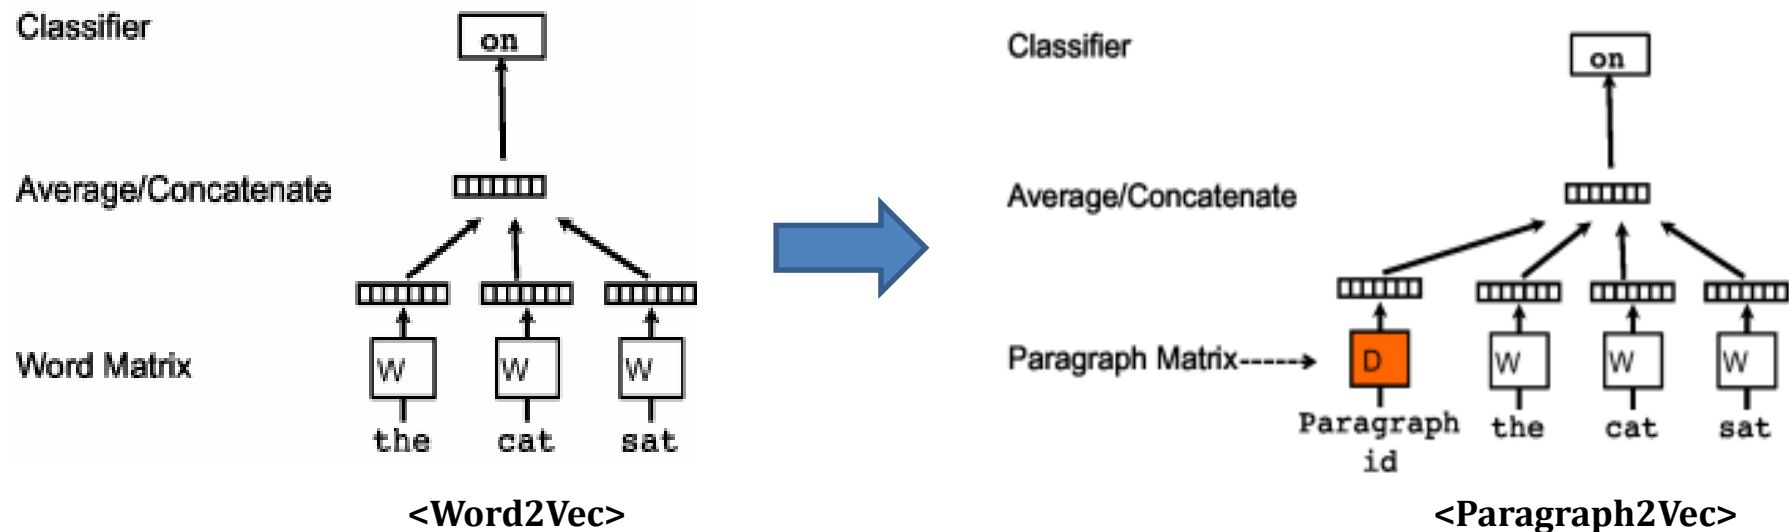 Classifier
on
Average/Concatenate
Word Matrix
W W W
the cat sat
<Word2Vec>
Classifier
on
Average/Concatenate
Paragraph Matrix----->
D W W W
Paragraph the cat sat
id
<Paragraph2Vec>